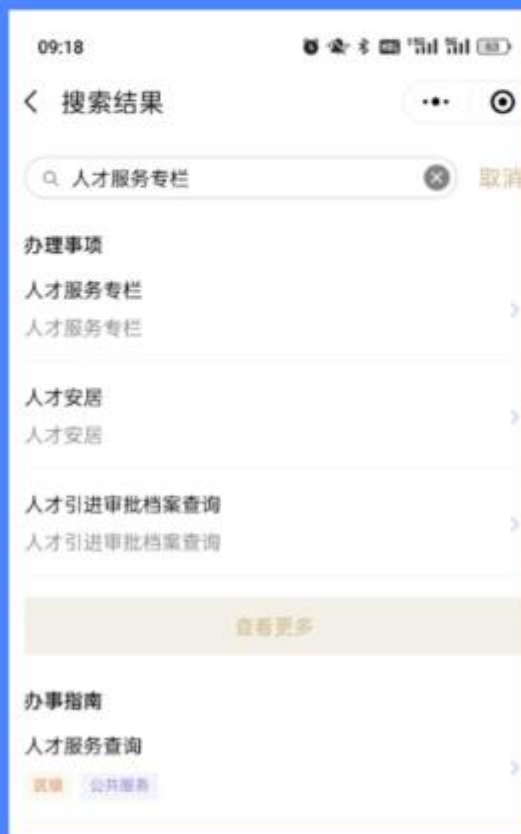 09:18
搜索结果
人才服务专栏
取消
办理事项
人才服务专栏
人才服务专栏
人才安居
人才安居
人才引进审批档案查询
人才引进审批档案查询
查看更多
办事指南
人才服务查询
公共服务